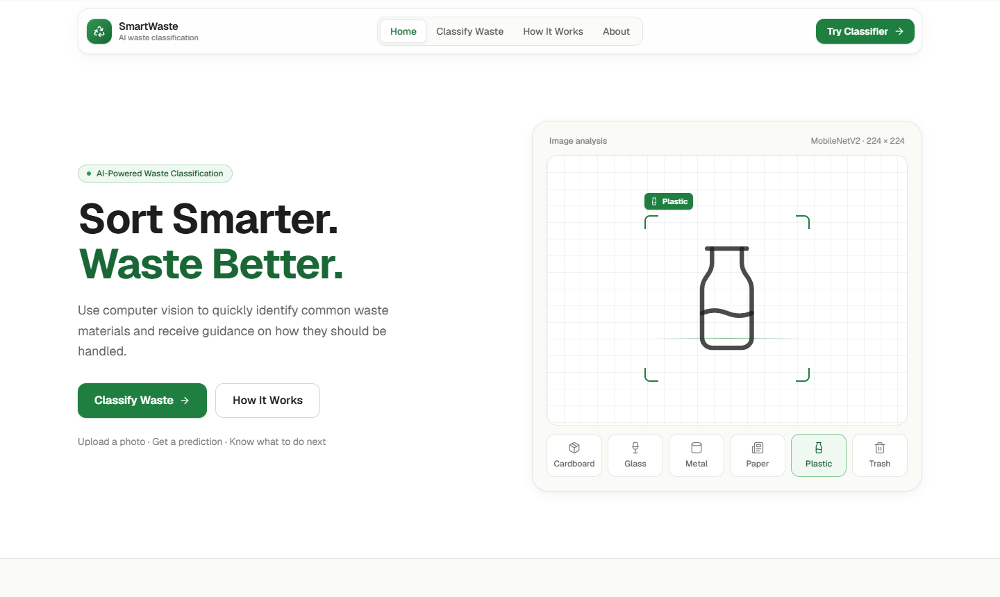 SmartWaste
AI waste classification
Home
Classify Waste
How It Works
About
Try Classifier
AI-Powered Waste Classification
Sort Smarter.
Waste Better.
Use computer vision to quickly identify common waste
materials and receive guidance on how they should be
handled.
Classify Waste
How It Works
Upload a photo · Get a prediction · Know what to do next
Image analysis
MobileNetV2 · 224 × 224
Plastic
Cardboard
Glass
Metal
Paper
Plastic
Trash